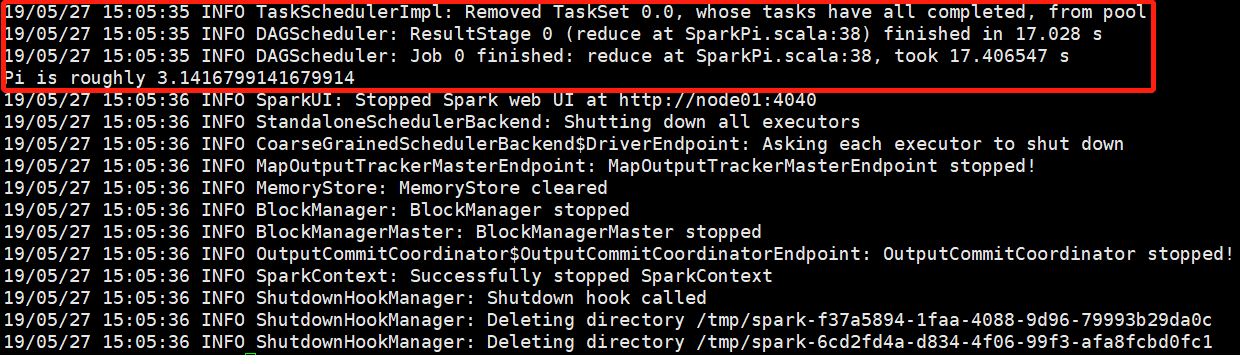 19/05/27 15:05:35 INFO TaskSchedulerImpl: Removed TaskSet 0.0, whose tasks have all completed, from pool
19/05/27 15:05:35 INFO DAGScheduler: ResultStage 0 (reduce at SparkPi.scala:38) finished in 17.028 s
19/05/27 15:05:35 INFO DAGScheduler: Job 0 finished: reduce at SparkPi.scala:38, took 17.406547 s
Pi is roughly 3.1416799141679914
19/05/27 15:05:36 INFO SparkUI: Stopped Spark web UI at http://node01:4040
19/05/27 15:05:36 INFO StandaloneSchedulerBackend: Shutting down all executors
19/05/27 15:05:36 INFO CoarseGrainedSchedulerBackend$DriverEndpoint: Asking each executor to shut down
19/05/27 15:05:36 INFO MapOutputTrackerMasterEndpoint: MapOutputTrackerMasterEndpoint stopped!
19/05/27 15:05:36 INFO MemoryStore: MemoryStore cleared
19/05/27 15:05:36 INFO BlockManager: BlockManager stopped
19/05/27 15:05:36 INFO BlockManagerMaster: BlockManagerMaster stopped
19/05/27 15:05:36 INFO OutputCommitCoordinator$OutputCommitCoordinatorEndpoint: OutputCommitCoordinator stopped!
19/05/27 15:05:36 INFO SparkContext: Successfully stopped SparkContext
19/05/27 15:05:36 INFO ShutdownHookManager: Shutdown hook called
19/05/27 15:05:36 INFO ShutdownHookManager: Deleting directory /tmp/spark-f37a5894-1faa-4088-9d96-79993b29da0c
19/05/27 15:05:36 INFO ShutdownHookManager: Deleting directory /tmp/spark-6cd2fd4a-d834-4f06-99f3-afa8fcbd0fc1